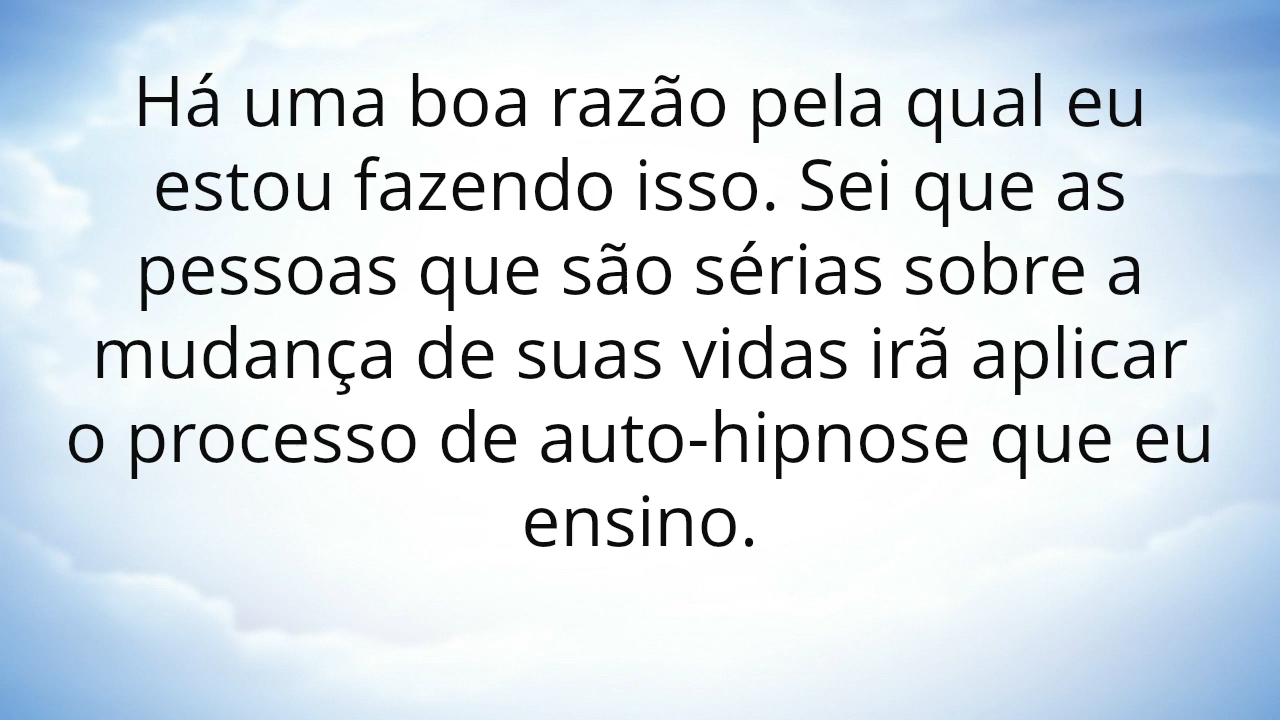 Há uma boa razão pela qual eu
estou fazendo isso. Sei que as
pessoas que são sérias sobre a
mudança de suas vidas irã aplicar
o processo de auto-hipnose que eu
ensino.